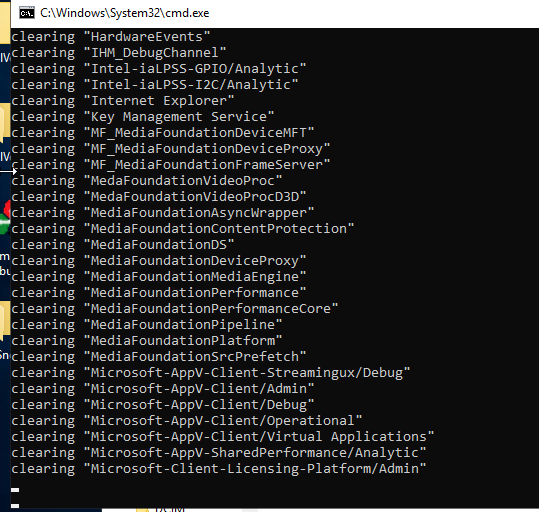 C:\Windows\System32\cmd.exe
clearing "HardwareEvents"
clearing "IHM_DebugChannel"
clearing "Intel-iaLPSS-GPIO/Analytic"
clearing "Intel-iaLPSS-I2C/Analytic"
clearing "Internet Explorer"
clearing "Key Management Service"
clearing "MF_MediaFoundationDeviceMFT"
clearing "MF_MediaFoundationDeviceProxy"
clearing "MF_MediaFoundationFrameServer"
clearing "MedaFoundationVideoProc"
clearing "MedaFoundationVideoProcD3D"
clearing "MediaFoundationAsyncWrapper"
clearing "MediaFoundationContentProtection"
clearing "MediaFoundationDS"
clearing "MediaFoundationDeviceProxy"
clearing "MediaFoundationMediaEngine"
clearing "MediaFoundationPerformance"
clearing "MediaFoundationPerformanceCore"
clearing "MediaFoundationPipeline"
clearing "MediaFoundationPlatform"
clearing "MediaFoundationSrcPrefetch"
clearing "Microsoft-AppV-Client-Streamingux/Debug"
clearing "Microsoft-AppV-Client/Admin"
clearing "Microsoft-AppV-Client/Debug"
clearing "Microsoft-AppV-Client/Operational"
clearing "Microsoft-AppV-Client/Virtual Applications"
clearing "Microsoft-AppV-SharedPerformance/Analytic"
clearing "Microsoft-Client-Licensing-Platform/Admin"